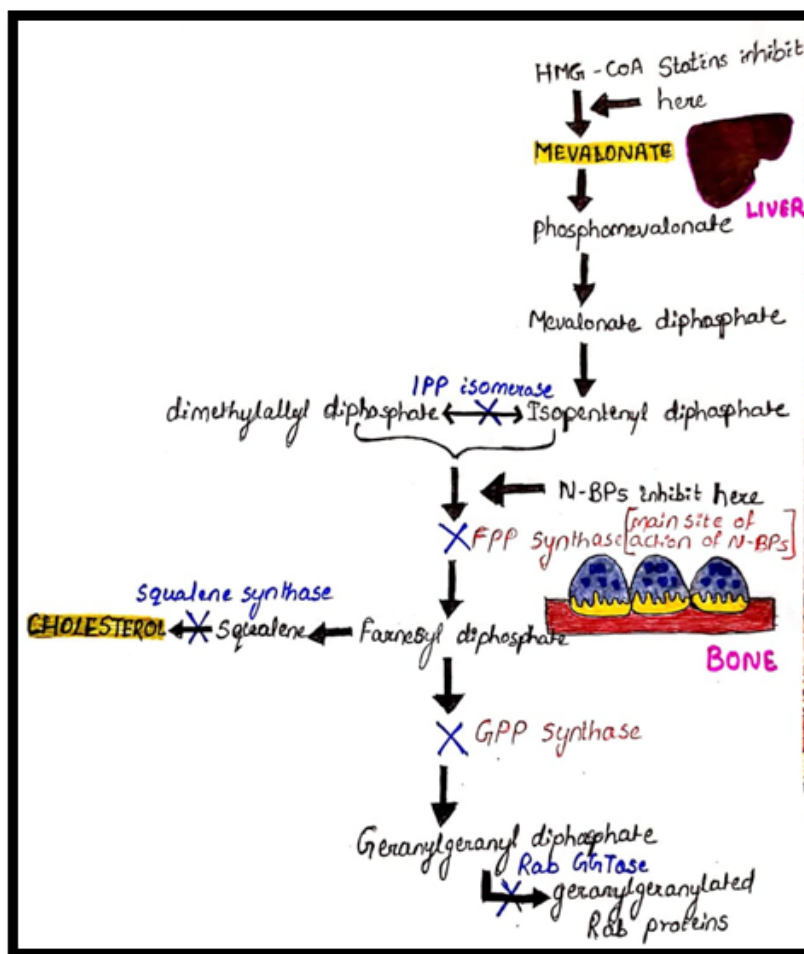 HMG-CoA Statins inhibit
here
MEVALONATE
LIVER
Phosphomevalonate
Mevalonate diphosphate
IPP isomerase
dimethylallyl diphosphate
Isopentenyl diphosphate
N-BPs inhibit here
FPP synthase [main site of
action of N-BPs]
squalene synthase
CHOLESTEROL
Squalene
Farnesyl diphosphate
BONE
GPP synthase
Geranylgeranyl diphosphate
Rab GGTase
geranylgeranylated
Rab proteins